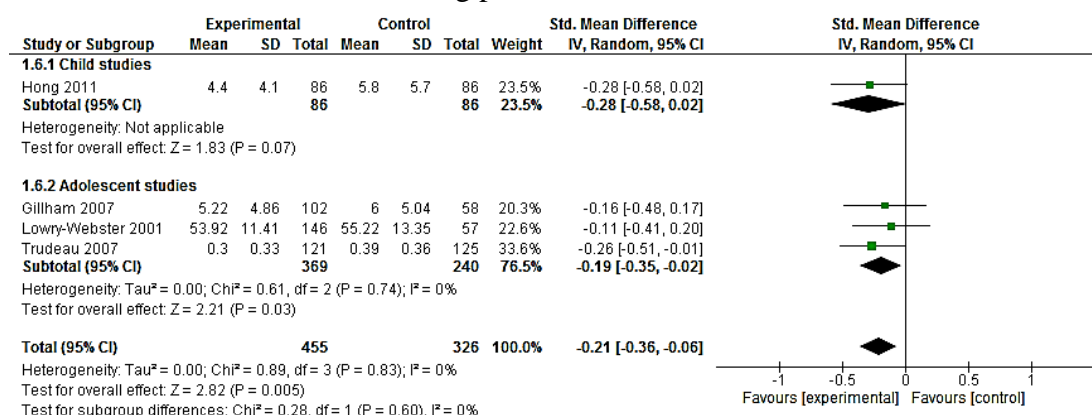 Experimental Control Std. Mean Difference Std. Mean Difference
Study or Subgroup Mean SD Total Mean SD Total Weight IV, Random, 95% CI IV, Random, 95% CI
1.6.1 Child studies
Hong 2011 4.4 4.1 86 5.8 5.7 86 23.5% -0.28 [-0.58, 0.02]
Subtotal (95% CI) 86 86 23.5% -0.28 [-0.58, 0.02]
Heterogeneity: Not applicable
Test for overall effect: Z = 1.83 (P = 0.07)
1.6.2 Adolescent studies
Gillham 2007 5.22 4.86 102 6 5.04 58 20.3% -0.16 [-0.48, 0.17]
Lowry-Webster 2001 53.92 11.41 146 55.22 13.35 57 22.6% -0.11 [-0.41, 0.20]
Trudeau 2007 0.3 0.33 121 0.39 0.36 125 33.6% -0.26 [-0.51, -0.01]
Subtotal (95% CI) 369 240 76.5% -0.19 [-0.35, -0.02]
Heterogeneity: Tau² = 0.00; Chi² = 0.61, df = 2 (P = 0.74); I² = 0%
Test for overall effect: Z = 2.21 (P = 0.03)
Total (95% CI) 455 326 100.0% -0.21 [-0.36, -0.06]
Heterogeneity: Tau² = 0.00; Chi² = 0.89, df = 3 (P = 0.83); I² = 0%
Test for overall effect: Z = 2.82 (P = 0.005)
Test for subgroup differences: Chi² = 0.28, df = 1 (P = 0.60), I² = 0%
-1 -0.5 0 0.5 1
Favours [experimental] Favours [control]